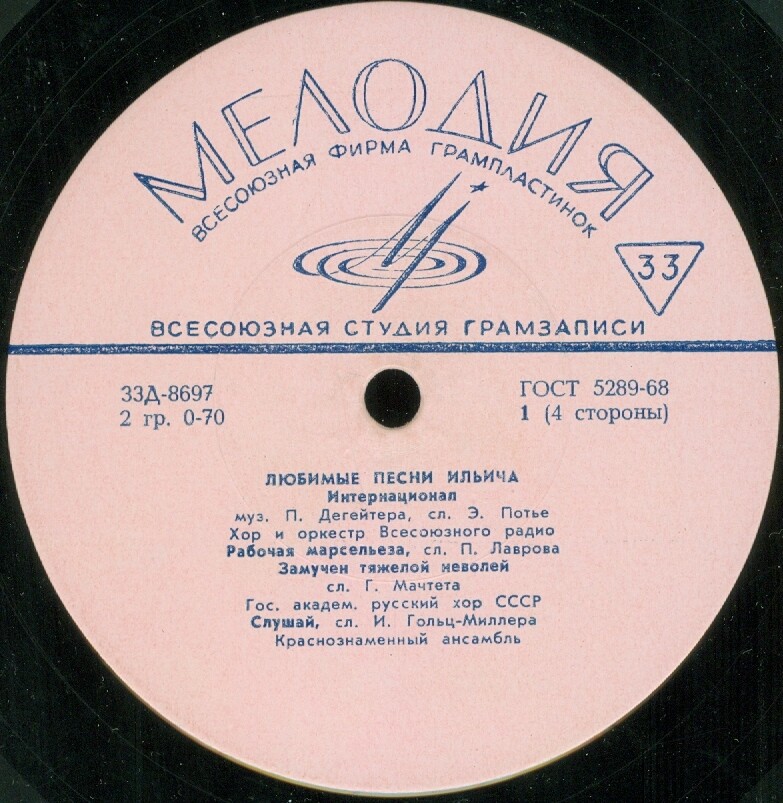 МЕЛОДИЯ
ВСЕСОЮЗНАЯ ФИРМА ГРАМПЛАСТИНОК
33
ВСЕСОЮЗНАЯ СТУДИЯ ГРАМЗАПИСИ
33Д-8697
ГОСТ 5289-68
2 гр. 0-70
1 (4 стороны)
ЛЮБИМЫЕ ПЕСНИ ИЛЬИЧА
Интернационал
муз. П. Дегейтера, сл. Э. Потье
Хор и оркестр Всесоюзного радио
Рабочая марсельеза, сл. П. Лаврова
Замучен тяжелой неволей
сл. Г. Мачтета
Гос. академ. русский хор СССР
Слушай, сл. И. Гольц-Миллера
Краснознаменный ансамбль